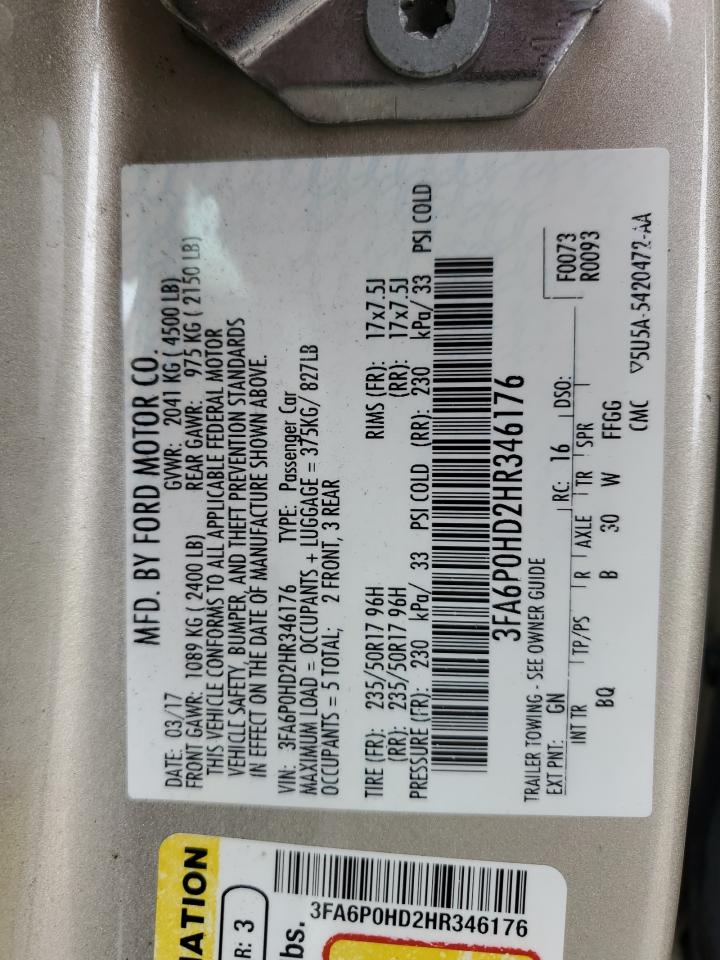 MFD. BY FORD MOTOR CO.
DATE: 03/17 GVWR: 2041 KG ( 4500 LB)
FRONT GAWR: 1089 KG ( 2400 LB) REAR GAWR: 975 KG ( 2150 LB)
THIS VEHICLE CONFORMS TO ALL APPLICABLE FEDERAL MOTOR
VEHICLE SAFETY, BUMPER, AND THEFT PREVENTION STANDARDS
IN EFFECT ON THE DATE OF MANUFACTURE SHOWN ABOVE.
VIN: 3FA6P0HD2HR346176 TYPE: Passenger Car
MAXIMUM LOAD = OCCUPANTS + LUGGAGE = 375KG/ 827LB
OCCUPANTS = 5 TOTAL; 2 FRONT, 3 REAR
TIRE (FR): 235/50R17 96H RIMS (FR): 17x7.5J
(RR): 235/50R17 96H (RR): 17x7.5J
PRESSURE (FR): 230 kPa/ 33 PSI COLD (RR): 230 kPa/ 33 PSI COLD
3FA6P0HD2HR346176
TRAILER TOWING - SEE OWNER GUIDE
EXT PNT: GN RC: 16 DSO: F0073
R0093
INT TR TP/PS R AXLE TR SPR
BQ B 30 W FFGG
CMC ▽5U5A-5420472-AA
MATION
R: 3
bs.
3FA6P0HD2HR346176